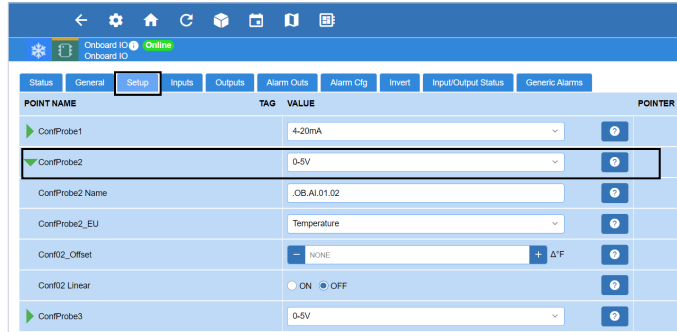 Onboard IO Online
Onboard IO
Status General Setup Inputs Outputs Alarm Outs Alarm Cfg Invert Input/Output Status Generic Alarms
POINT NAME TAG VALUE POINTER
ConfProbe1 4-20mA
ConfProbe2 0-5V
ConfProbe2 Name .OB.AI.01.02
ConfProbe2_EU Temperature
Conf02_Offset − NONE + Δ°F
Conf02 Linear ON OFF
ConfProbe3 0-5V